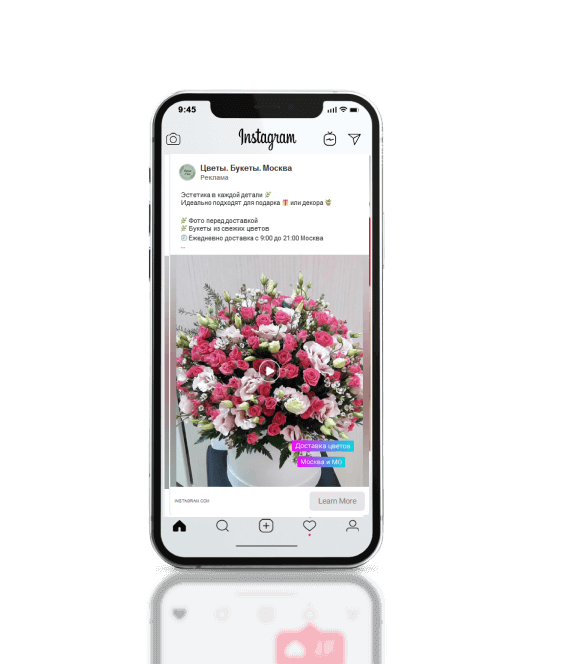 9:45
Instagram
Цветы. Букеты. Москва
Реклама
Эстетика в каждой детали
Идеально подходят для подарка или декора
Фото перед доставкой
Букеты из свежих цветов
Ежедневно доставка с 9:00 до 21:00 Москва
...
Доставка цветов
Москва и МО
INSTAGRAM.COM
Learn More